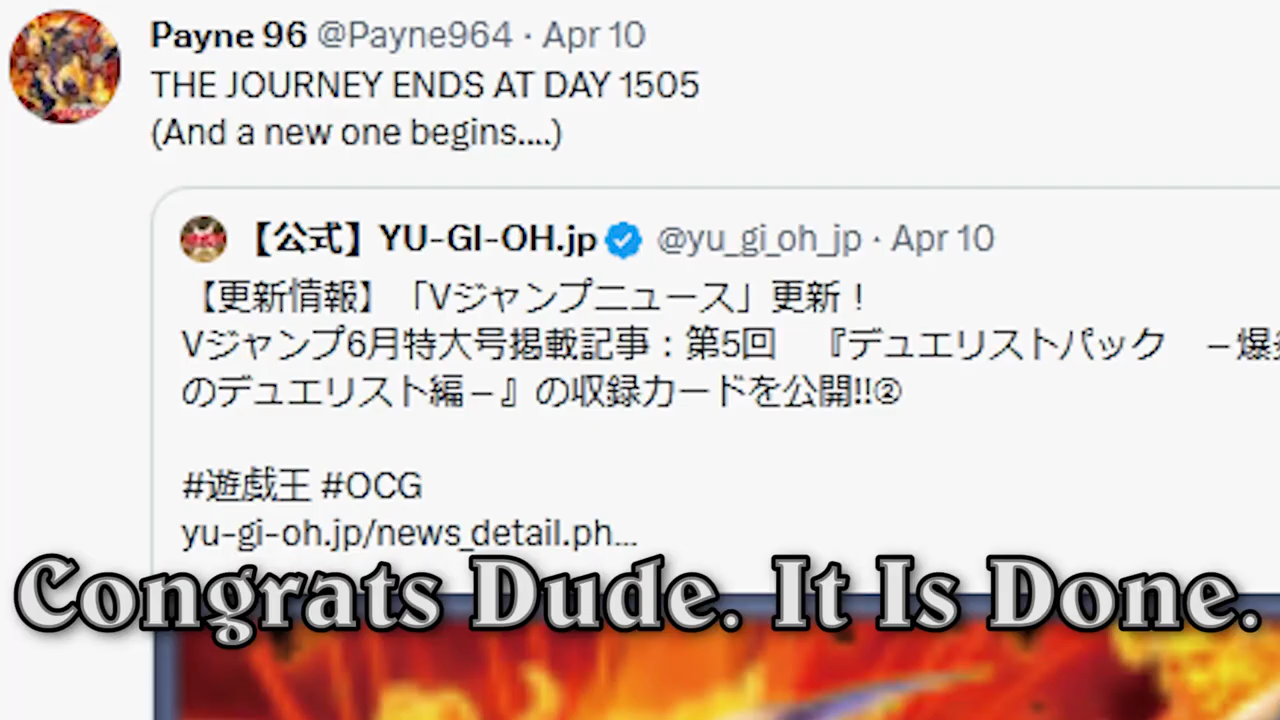 Payne 96 @Payne964 · Apr 10
THE JOURNEY ENDS AT DAY 1505
(And a new one begins....)
【公式】YU-GI-OH.jp @yu_gi_oh_jp · Apr 10
【更新情報】「Vジャンプニュース」更新!
Vジャンプ6月特大号掲載記事:第5回 『デュエリストパック -爆
のデュエリスト編-』の収録カードを公開!!②
#遊戯王 #OCG
yu-gi-oh.jp/news_detail.ph...
Congrats Dude. It Is Done.